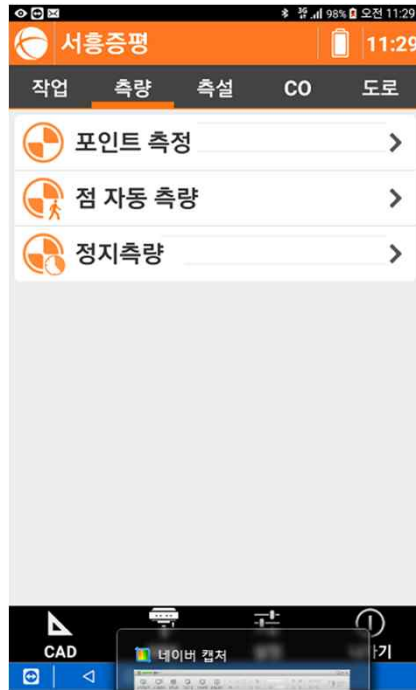 98% 오전 11:29
서흥증평 11:29
작업 측량 측설 CO 도로
포인트 측정
점 자동 측량
정지측량
CAD
기
네이버 캡처